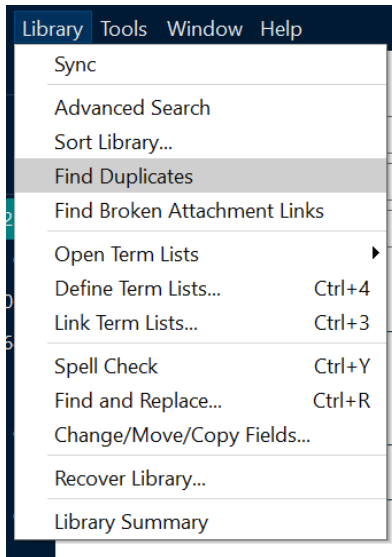 Library Tools Window Help
Sync
Advanced Search
Sort Library...
Find Duplicates
Find Broken Attachment Links
Open Term Lists
Define Term Lists... Ctrl+4
Link Term Lists... Ctrl+3
Spell Check Ctrl+Y
Find and Replace... Ctrl+R
Change/Move/Copy Fields...
Recover Library...
Library Summary